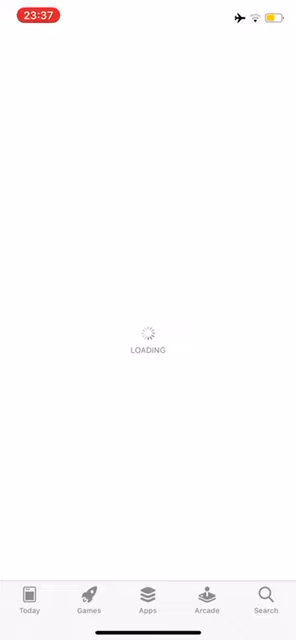 23:37
LOADING
Today
Games
Apps
Arcade
Search